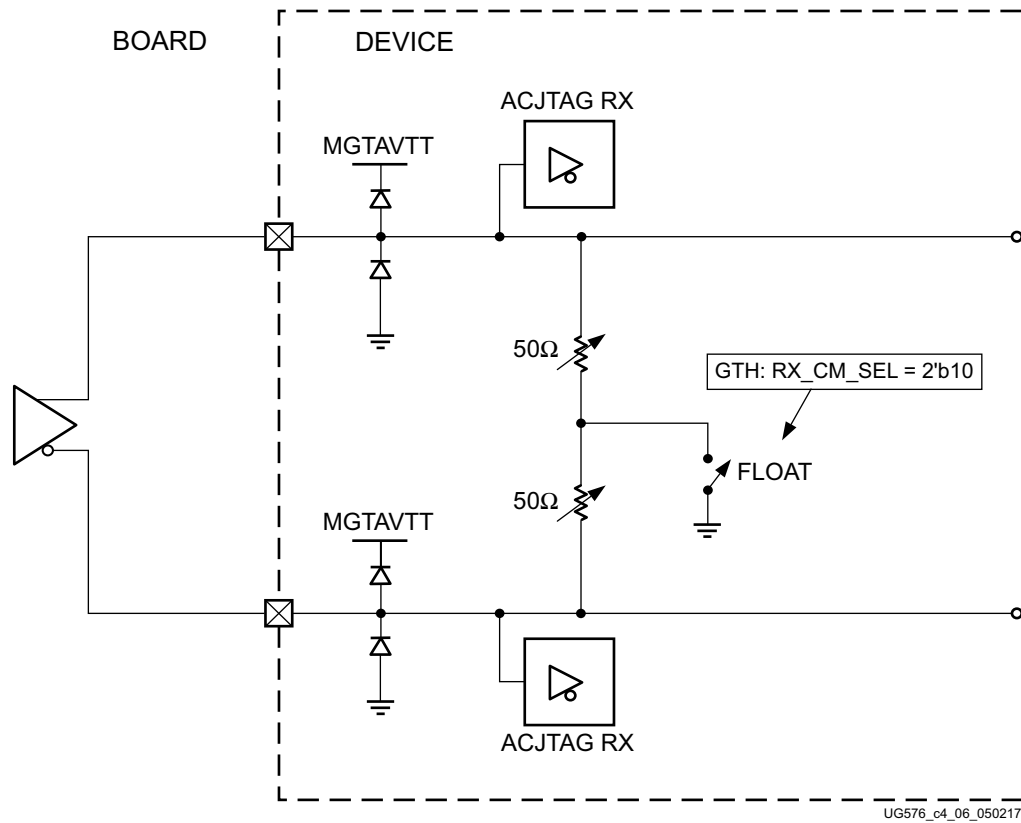 BOARD
DEVICE
ACJTAG RX
MGTAVTT
50Ω
GTH: RX_CM_SEL = 2'b10
FLOAT
50Ω
MGTAVTT
ACJTAG RX
UG576_c4_06_050217